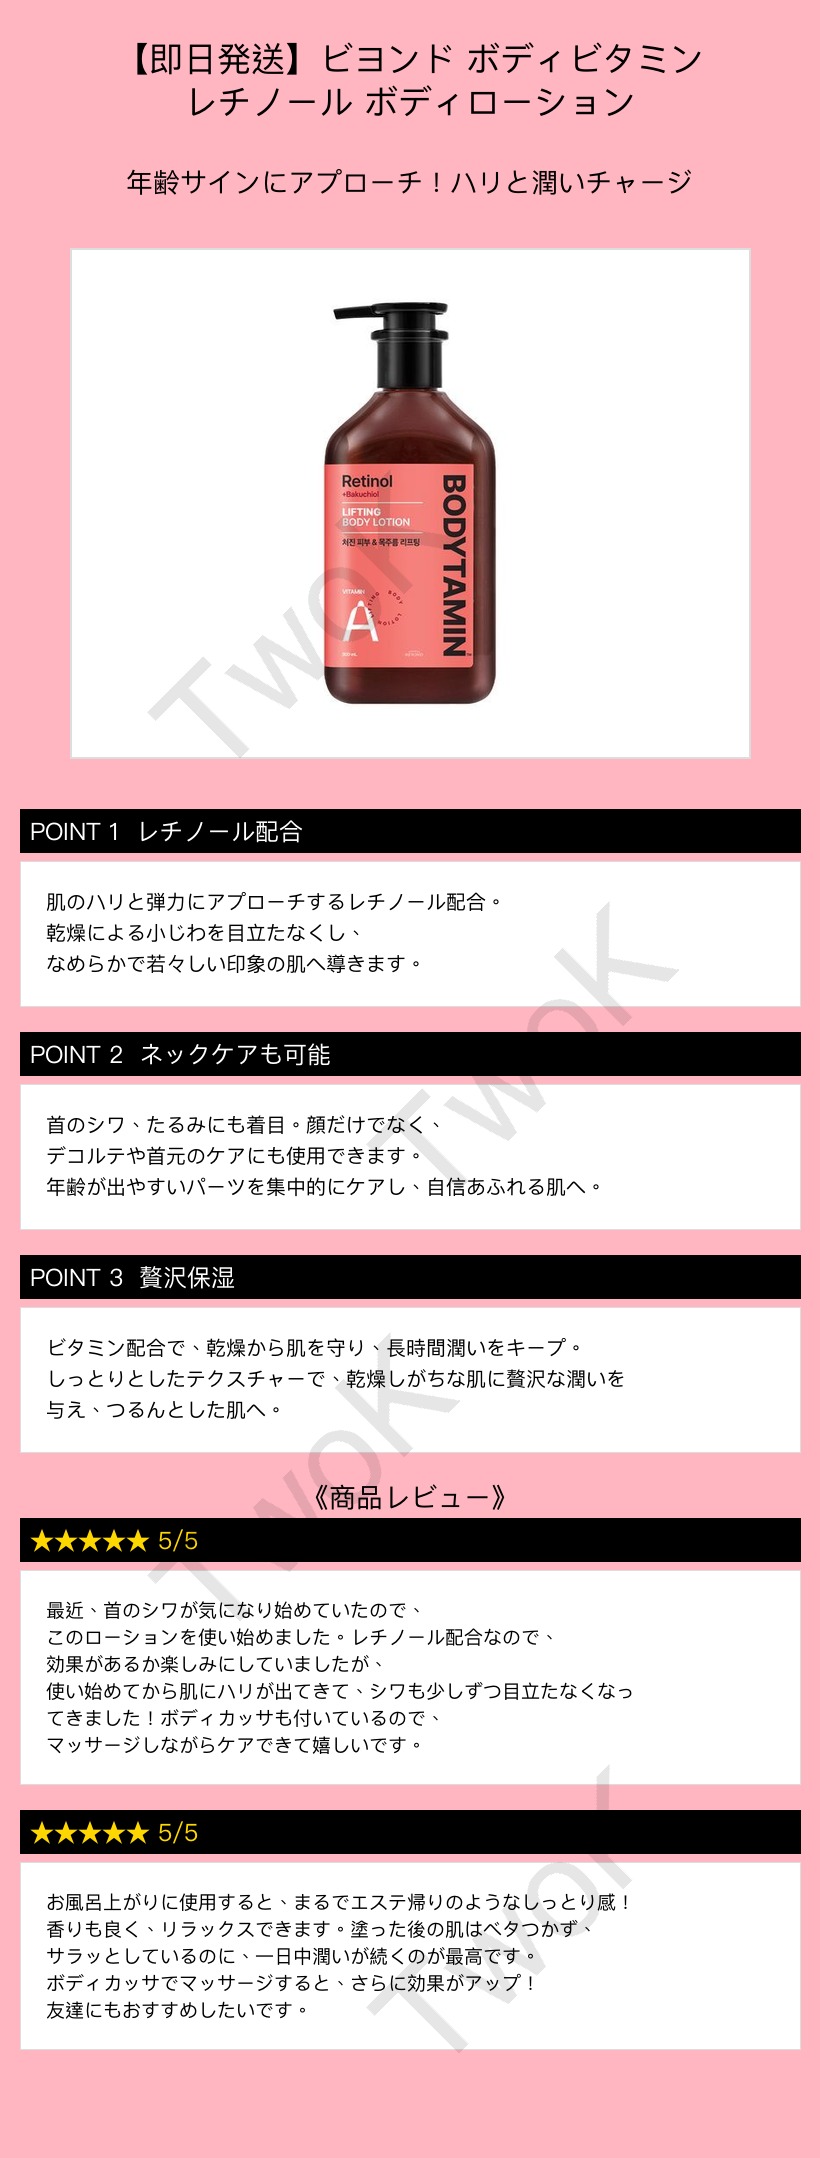 【即日発送】ビヨンド ボディビタミン
レチノール ボディローション
年齢サインにアプローチ！ハリと潤いチャージ
Retinol
+Bakuchiol
LIFTING
BODY LOTION
처진 피부 & 목주름 리프팅
BODYTAMIN
VITAMIN
A
LIFTING BODY LOTION
TwoK
POINT 1 レチノール配合
肌のハリと弾力にアプローチするレチノール配合。
乾燥による小じわを目立たなくし、
なめらかで若々しい印象の肌へ導きます。
TwoK
POINT 2 ネックケアも可能
首のシワ、たるみにも着目。顔だけでなく、
デコルテや首元のケアにも使用できます。
年齢が出やすいパーツを集中的にケアし、自信あふれる肌へ。
POINT 3 贅沢保湿
ビタミン配合で、乾燥から肌を守り、長時間潤いをキープ。
しっとりとしたテクスチャーで、乾燥しがちな肌に贅沢な潤いを
与え、つるんとした肌へ。
TwoK
《商品レビュー》
★★★★★ 5/5
最近、首のシワが気になり始めていたので、
このローションを使い始めました。レチノール配合なので、
効果があるか楽しみにしていましたが、
使い始めてから肌にハリが出てきて、シワも少しずつ目立たなくなっ
てきました！ボディカッサも付いているので、
マッサージしながらケアできて嬉しいです。
★★★★★ 5/5
お風呂上がりに使用すると、まるでエステ帰りのようなしっとり感！
香りも良く、リラックスできます。塗った後の肌はベタつかず、
サラッとしているのに、一日中潤いが続くのが最高です。
ボディカッサでマッサージすると、さらに効果がアップ！
友達にもおすすめしたいです。
TwoK